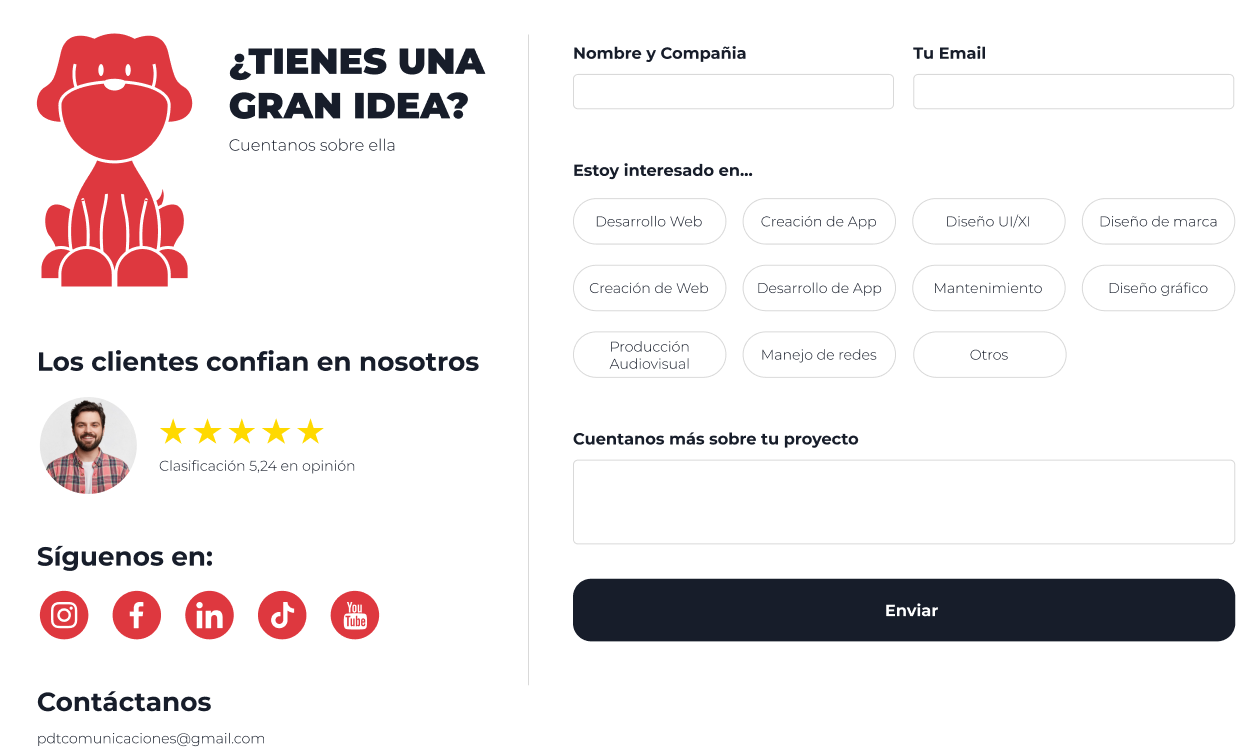 ¿TIENES UNA
GRAN IDEA?
Cuentanos sobre ella
Los clientes confian en nosotros
Clasificación 5,24 en opinión
Síguenos en:
in
You
Tube
Contáctanos
pdtcomunicaciones@gmail.com
Nombre y Compañia
Tu Email
Estoy interesado en...
Desarrollo Web
Creación de App
Diseño UI/XI
Diseño de marca
Creación de Web
Desarrollo de App
Mantenimiento
Diseño gráfico
Producción
Audiovisual
Manejo de redes
Otros
Cuentanos más sobre tu proyecto
Enviar